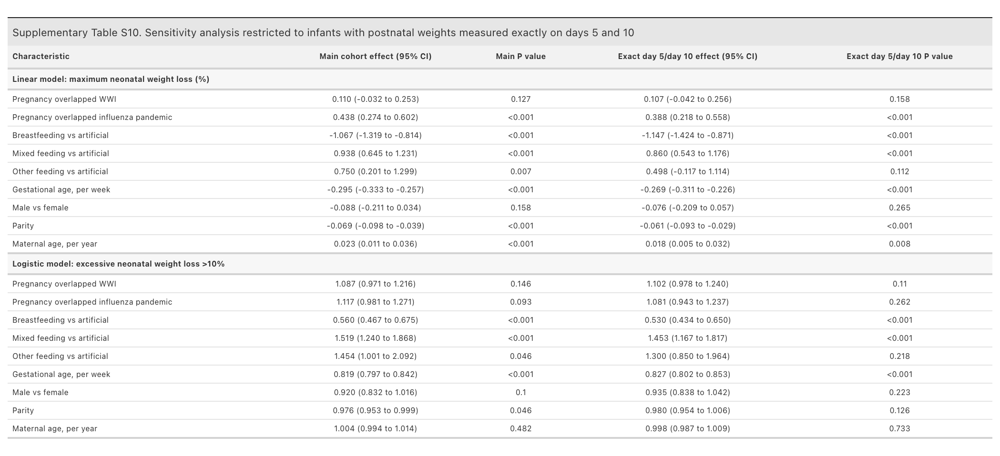 Supplementary Table S10. Sensitivity analysis restricted to infants with postnatal weights measured exactly on days 5 and 10
Characteristic Main cohort effect (95% CI) Main P value Exact day 5/day 10 effect (95% CI) Exact day 5/day 10 P value
Linear model: maximum neonatal weight loss (%)
Pregnancy overlapped WWI 0.110 (-0.032 to 0.253) 0.127 0.107 (-0.042 to 0.256) 0.158
Pregnancy overlapped influenza pandemic 0.438 (0.274 to 0.602) <0.001 0.388 (0.218 to 0.558) <0.001
Breastfeeding vs artificial -1.067 (-1.319 to -0.814) <0.001 -1.147 (-1.424 to -0.871) <0.001
Mixed feeding vs artificial 0.938 (0.645 to 1.231) <0.001 0.860 (0.543 to 1.176) <0.001
Other feeding vs artificial 0.750 (0.201 to 1.299) 0.007 0.498 (-0.117 to 1.114) 0.112
Gestational age, per week -0.295 (-0.333 to -0.257) <0.001 -0.269 (-0.311 to -0.226) <0.001
Male vs female -0.088 (-0.211 to 0.034) 0.158 -0.076 (-0.209 to 0.057) 0.265
Parity -0.069 (-0.098 to -0.039) <0.001 -0.061 (-0.093 to -0.029) <0.001
Maternal age, per year 0.023 (0.011 to 0.036) <0.001 0.018 (0.005 to 0.032) 0.008
Logistic model: excessive neonatal weight loss >10%
Pregnancy overlapped WWI 1.087 (0.971 to 1.216) 0.146 1.102 (0.978 to 1.240) 0.11
Pregnancy overlapped influenza pandemic 1.117 (0.981 to 1.271) 0.093 1.081 (0.943 to 1.237) 0.262
Breastfeeding vs artificial 0.560 (0.467 to 0.675) <0.001 0.530 (0.434 to 0.650) <0.001
Mixed feeding vs artificial 1.519 (1.240 to 1.868) <0.001 1.453 (1.167 to 1.817) <0.001
Other feeding vs artificial 1.454 (1.001 to 2.092) 0.046 1.300 (0.850 to 1.964) 0.218
Gestational age, per week 0.819 (0.797 to 0.842) <0.001 0.827 (0.802 to 0.853) <0.001
Male vs female 0.920 (0.832 to 1.016) 0.1 0.935 (0.838 to 1.042) 0.223
Parity 0.976 (0.953 to 0.999) 0.046 0.980 (0.954 to 1.006) 0.126
Maternal age, per year 1.004 (0.994 to 1.014) 0.482 0.998 (0.987 to 1.009) 0.733